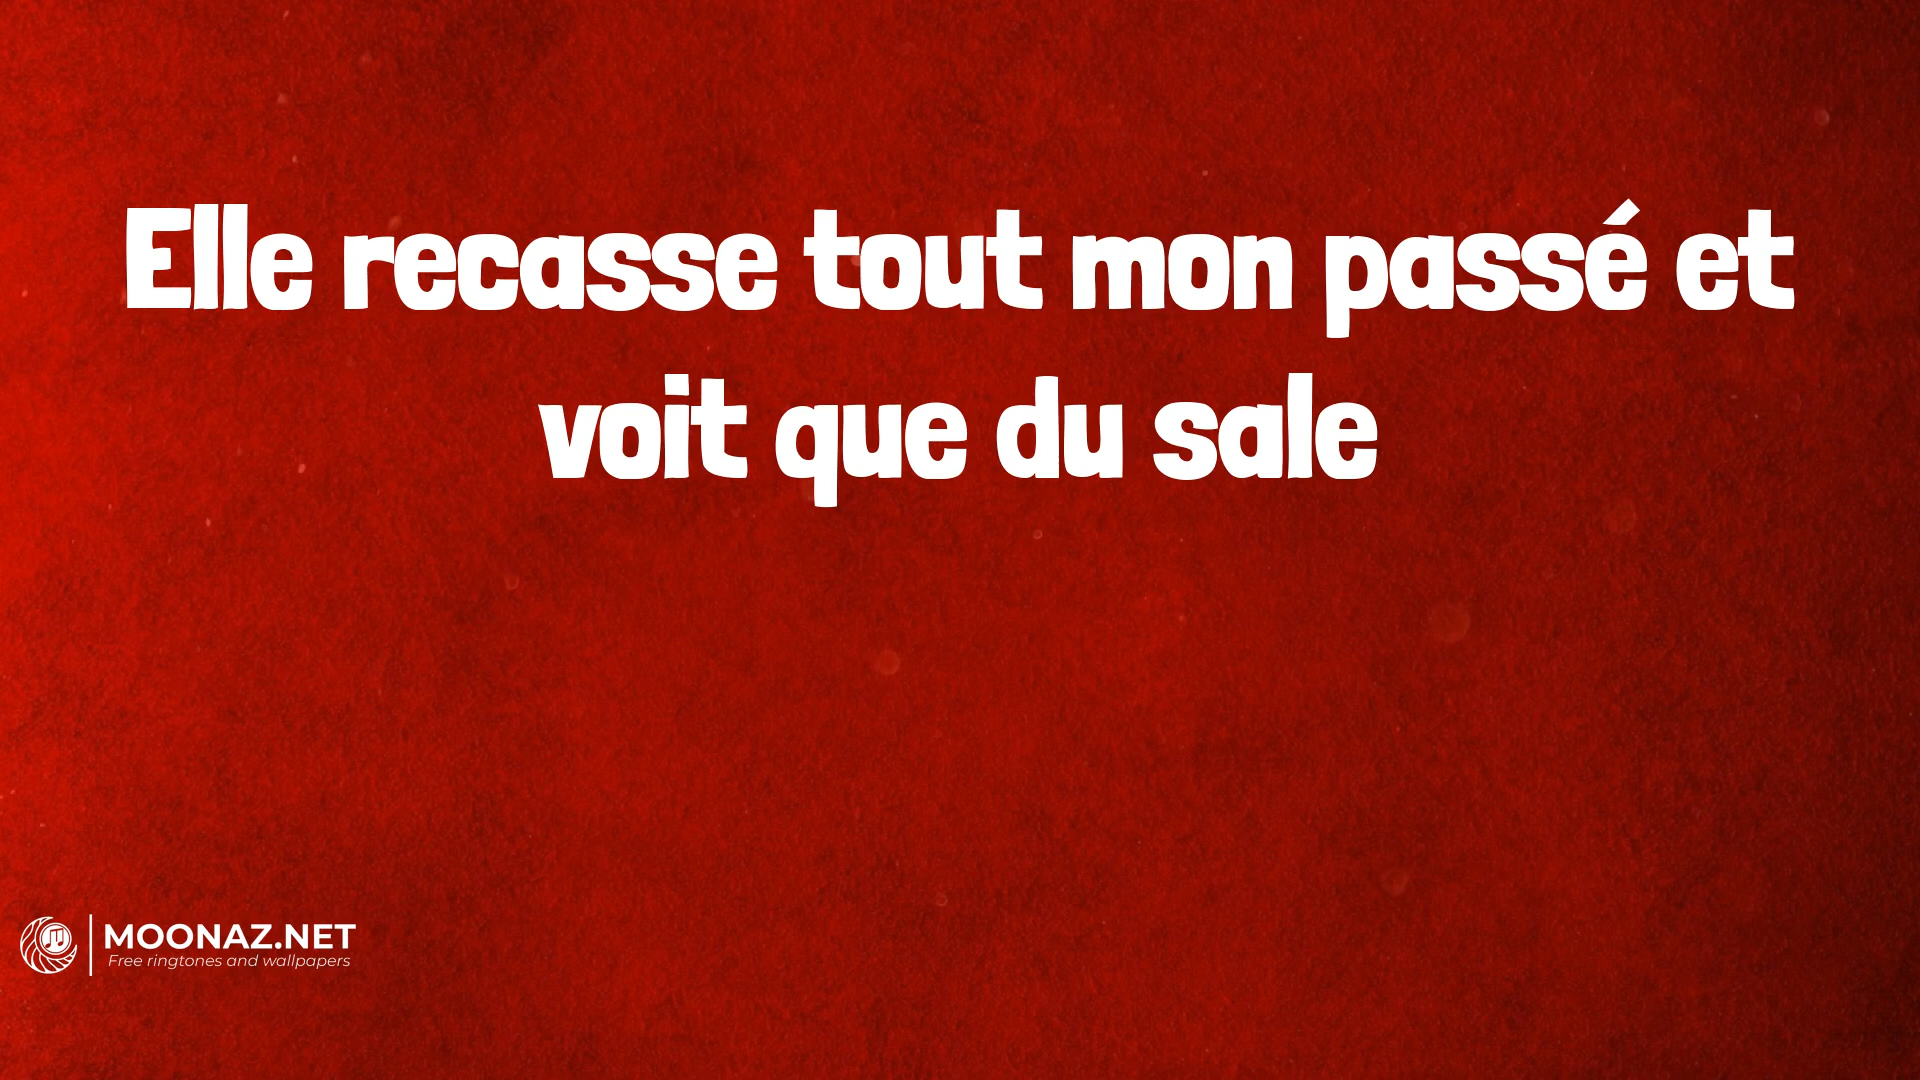 Elle recasse tout mon passé et
voit que du sale
MOONAZ.NET
Free ringtones and wallpapers